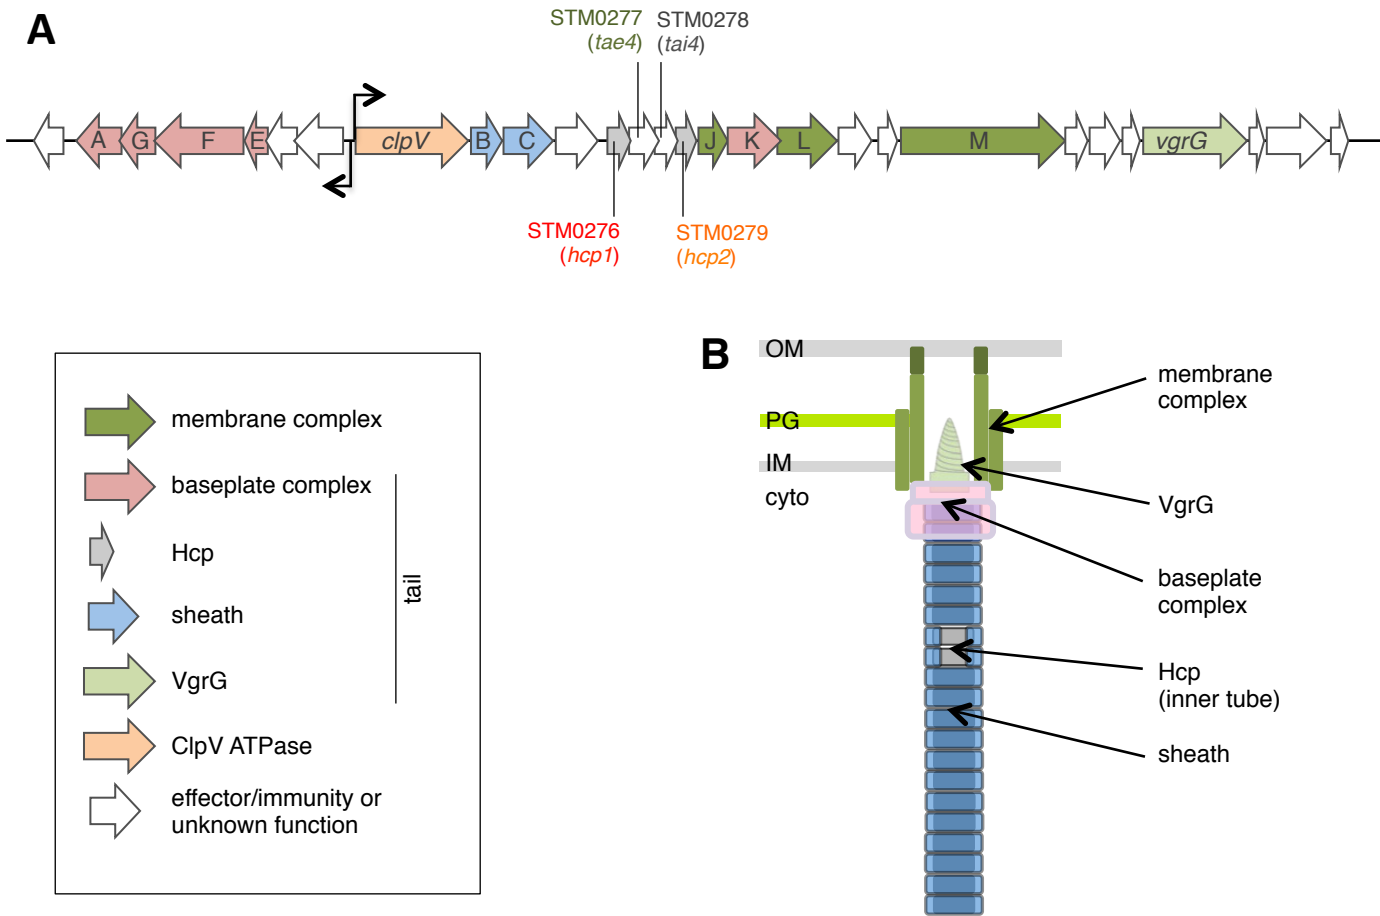 A
STM0277 STM0278
(tae4) (tai4)
A G F E clpV B C J K L M vgrG
STM0276 STM0279
(hcp1) (hcp2)
membrane complex
baseplate complex
Hcp
sheath
VgrG
ClpV ATPase
effector/immunity or
unknown function
tail
B
OM
PG
IM
cyto
membrane
complex
VgrG
baseplate
complex
Hcp
(inner tube)
sheath